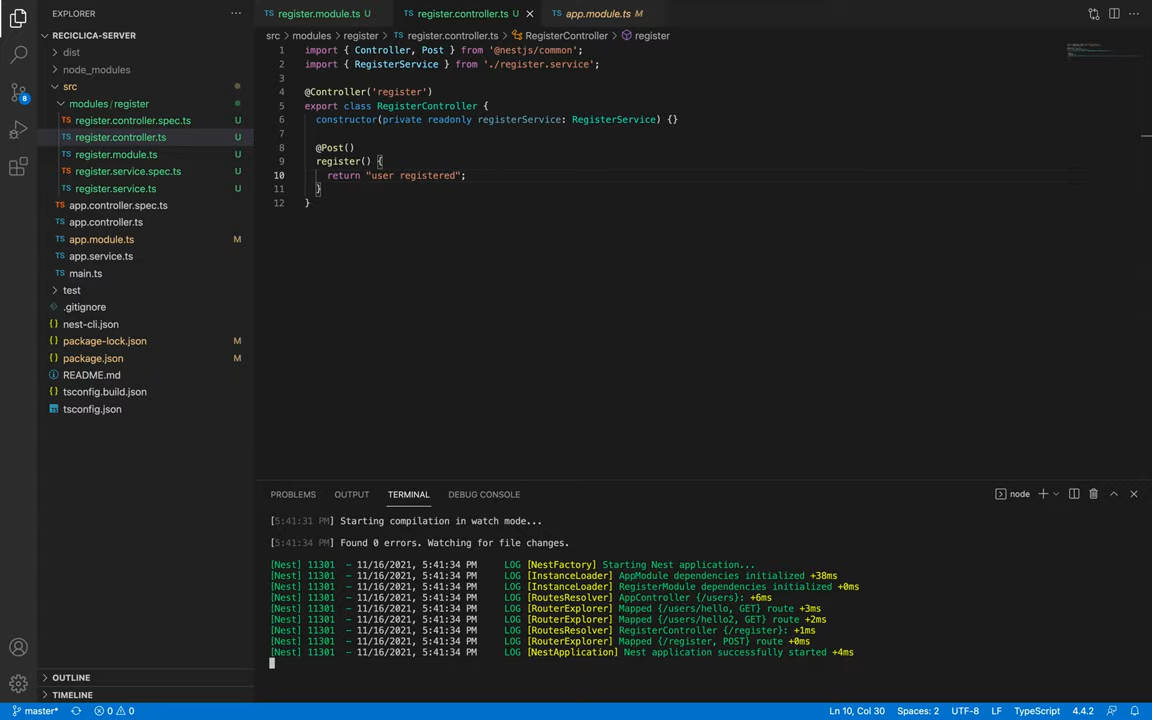 EXPLORER
RECICLICA-SERVER
dist
node_modules
src
modules / register
register.controller.spec.ts U
register.controller.ts U
register.module.ts U
register.service.spec.ts U
register.service.ts U
app.controller.spec.ts
app.controller.ts
app.module.ts M
app.service.ts
main.ts
test
.gitignore
nest-cli.json
package-lock.json M
package.json M
README.md
tsconfig.build.json
tsconfig.json
OUTLINE
TIMELINE
8
TS register.module.ts U
TS register.controller.ts U
TS app.module.ts M
src > modules > register > TS register.controller.ts > RegisterController > register
1 import { Controller, Post } from '@nestjs/common';
2 import { RegisterService } from './register.service';
3
4 @Controller('register')
5 export class RegisterController {
6 constructor(private readonly registerService: RegisterService) {}
7
8 @Post()
9 register() {
10 return "user registered";
11 }
12 }
PROBLEMS OUTPUT TERMINAL DEBUG CONSOLE
node
[5:41:31 PM] Starting compilation in watch mode...
[5:41:34 PM] Found 0 errors. Watching for file changes.
[Nest] 11301 - 11/16/2021, 5:41:34 PM LOG [NestFactory] Starting Nest application...
[Nest] 11301 - 11/16/2021, 5:41:34 PM LOG [InstanceLoader] AppModule dependencies initialized +38ms
[Nest] 11301 - 11/16/2021, 5:41:34 PM LOG [InstanceLoader] RegisterModule dependencies initialized +0ms
[Nest] 11301 - 11/16/2021, 5:41:34 PM LOG [RoutesResolver] AppController {/users}: +6ms
[Nest] 11301 - 11/16/2021, 5:41:34 PM LOG [RouterExplorer] Mapped {/users/hello, GET} route +3ms
[Nest] 11301 - 11/16/2021, 5:41:34 PM LOG [RouterExplorer] Mapped {/users/hello2, GET} route +2ms
[Nest] 11301 - 11/16/2021, 5:41:34 PM LOG [RoutesResolver] RegisterController {/register}: +1ms
[Nest] 11301 - 11/16/2021, 5:41:34 PM LOG [RouterExplorer] Mapped {/register, POST} route +0ms
[Nest] 11301 - 11/16/2021, 5:41:34 PM LOG [NestApplication] Nest application successfully started +4ms
master* 0 0 Ln 10, Col 30 Spaces: 2 UTF-8 LF TypeScript 4.4.2